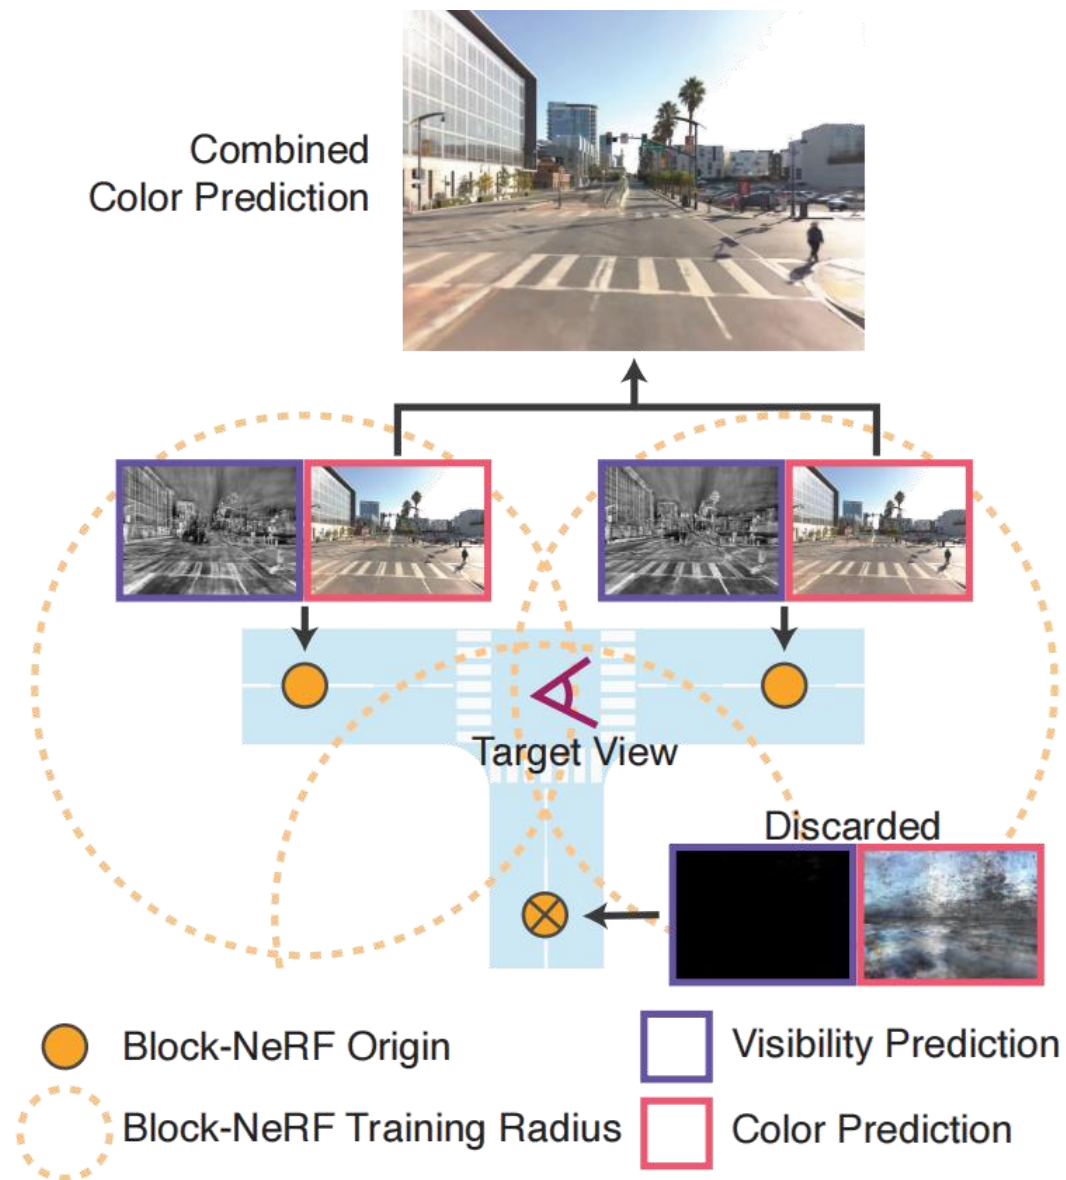 Combined
Color Prediction
Target View
Discarded
Block-NeRF Origin
Visibility Prediction
Block-NeRF Training Radius
Color Prediction